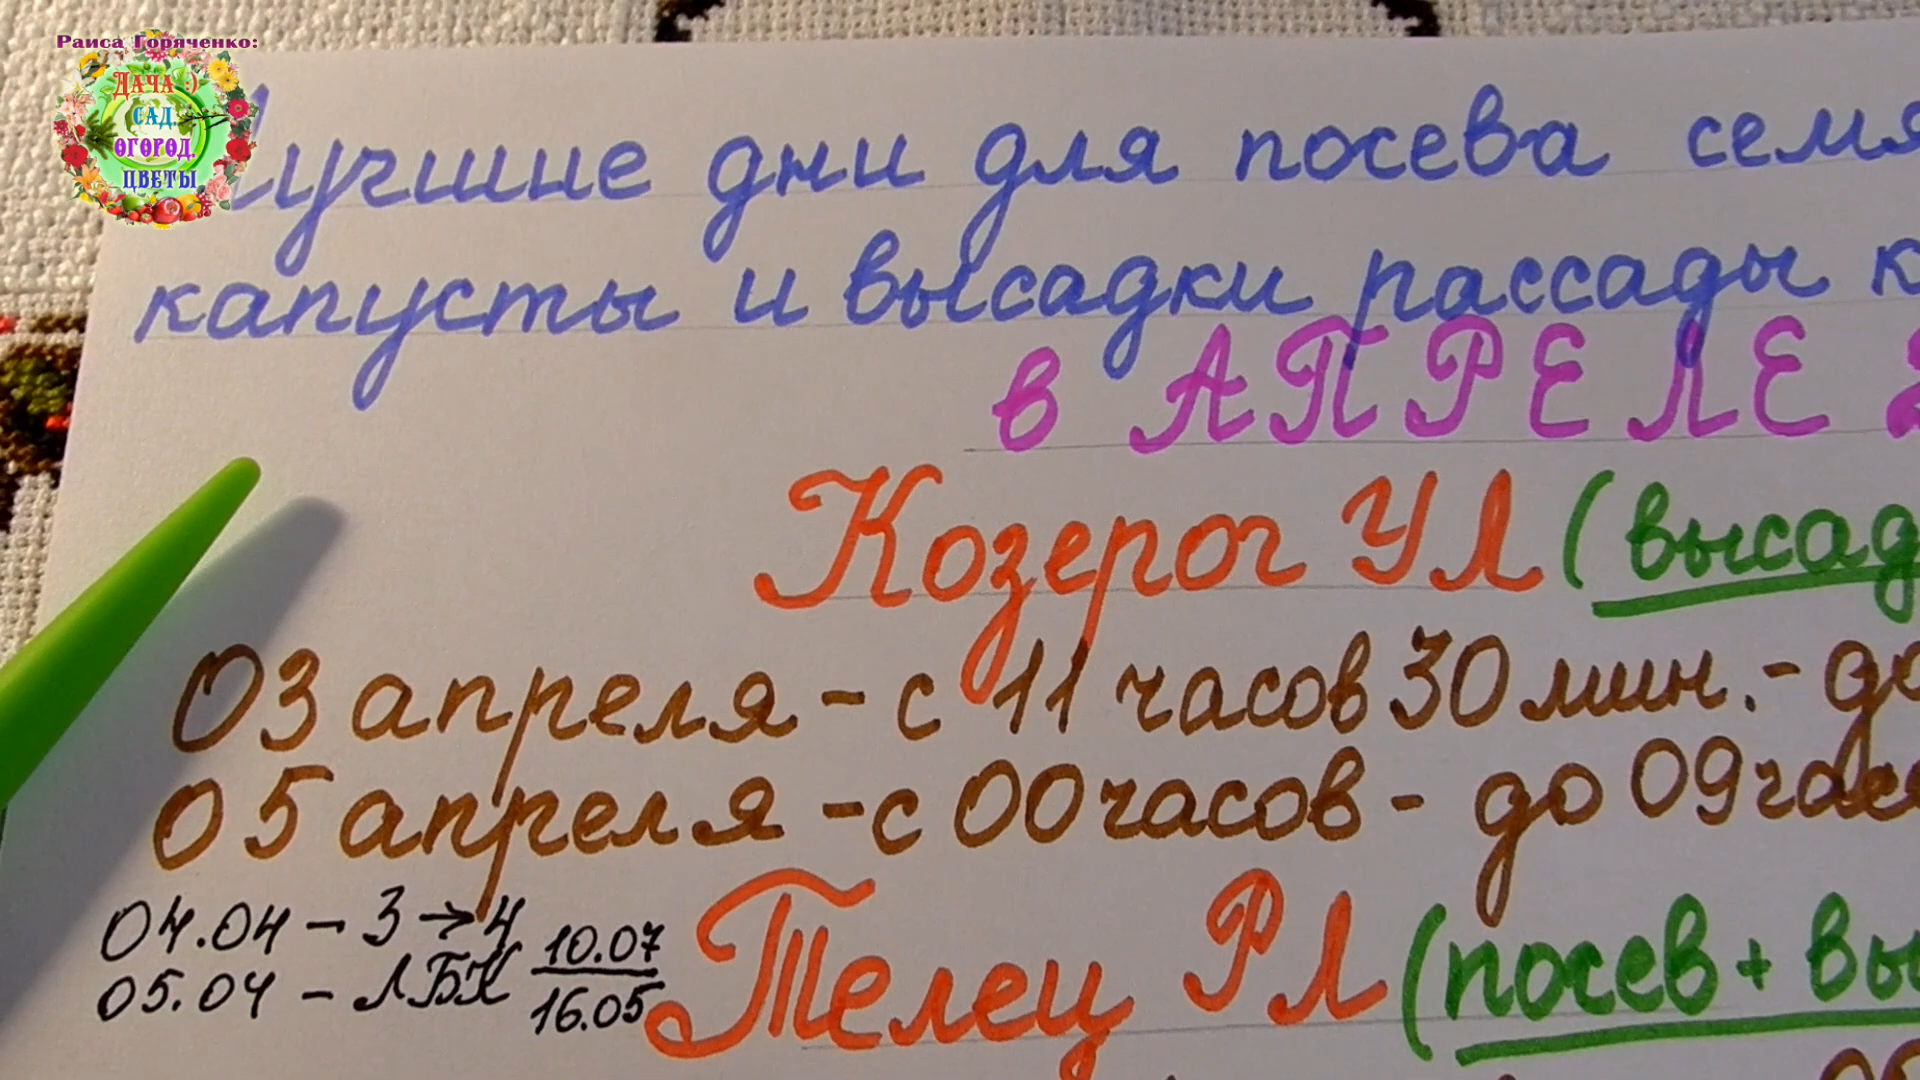 Раиса Горяченко:
Дача :)
САД.
ОГОРОД.
ЦВЕТЫ
Лучшие дни для посева семя
капусты и высадки рассады к
в АПРЕЛЕ 2
Козерог УЛ (высад
03 апреля - с 11 часов 30 мин. - до
05 апреля - с 00 часов - до 09 часо
04.04 - 3 → 4
05.04 - ЛБК 10.07
16.05
Телец РЛ (посев + вы